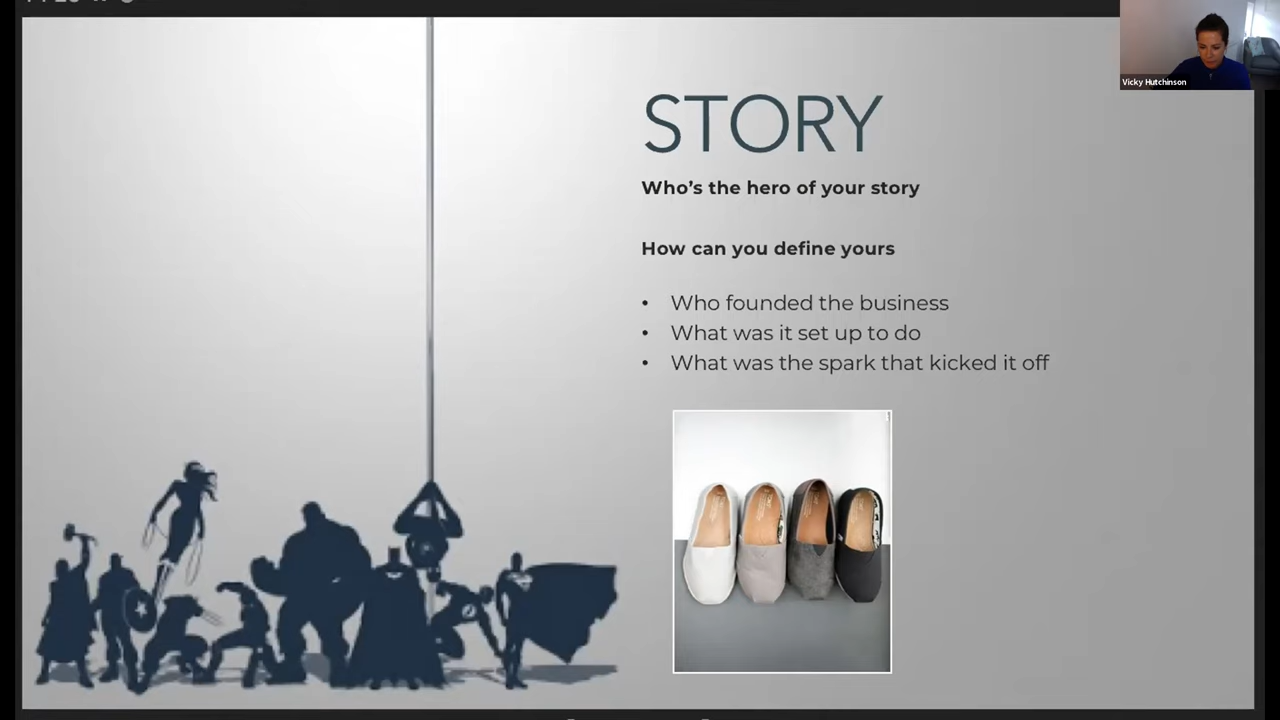 Vicky Hutchinson
STORY
Who's the hero of your story
How can you define yours
• Who founded the business
• What was it set up to do
• What was the spark that kicked it off